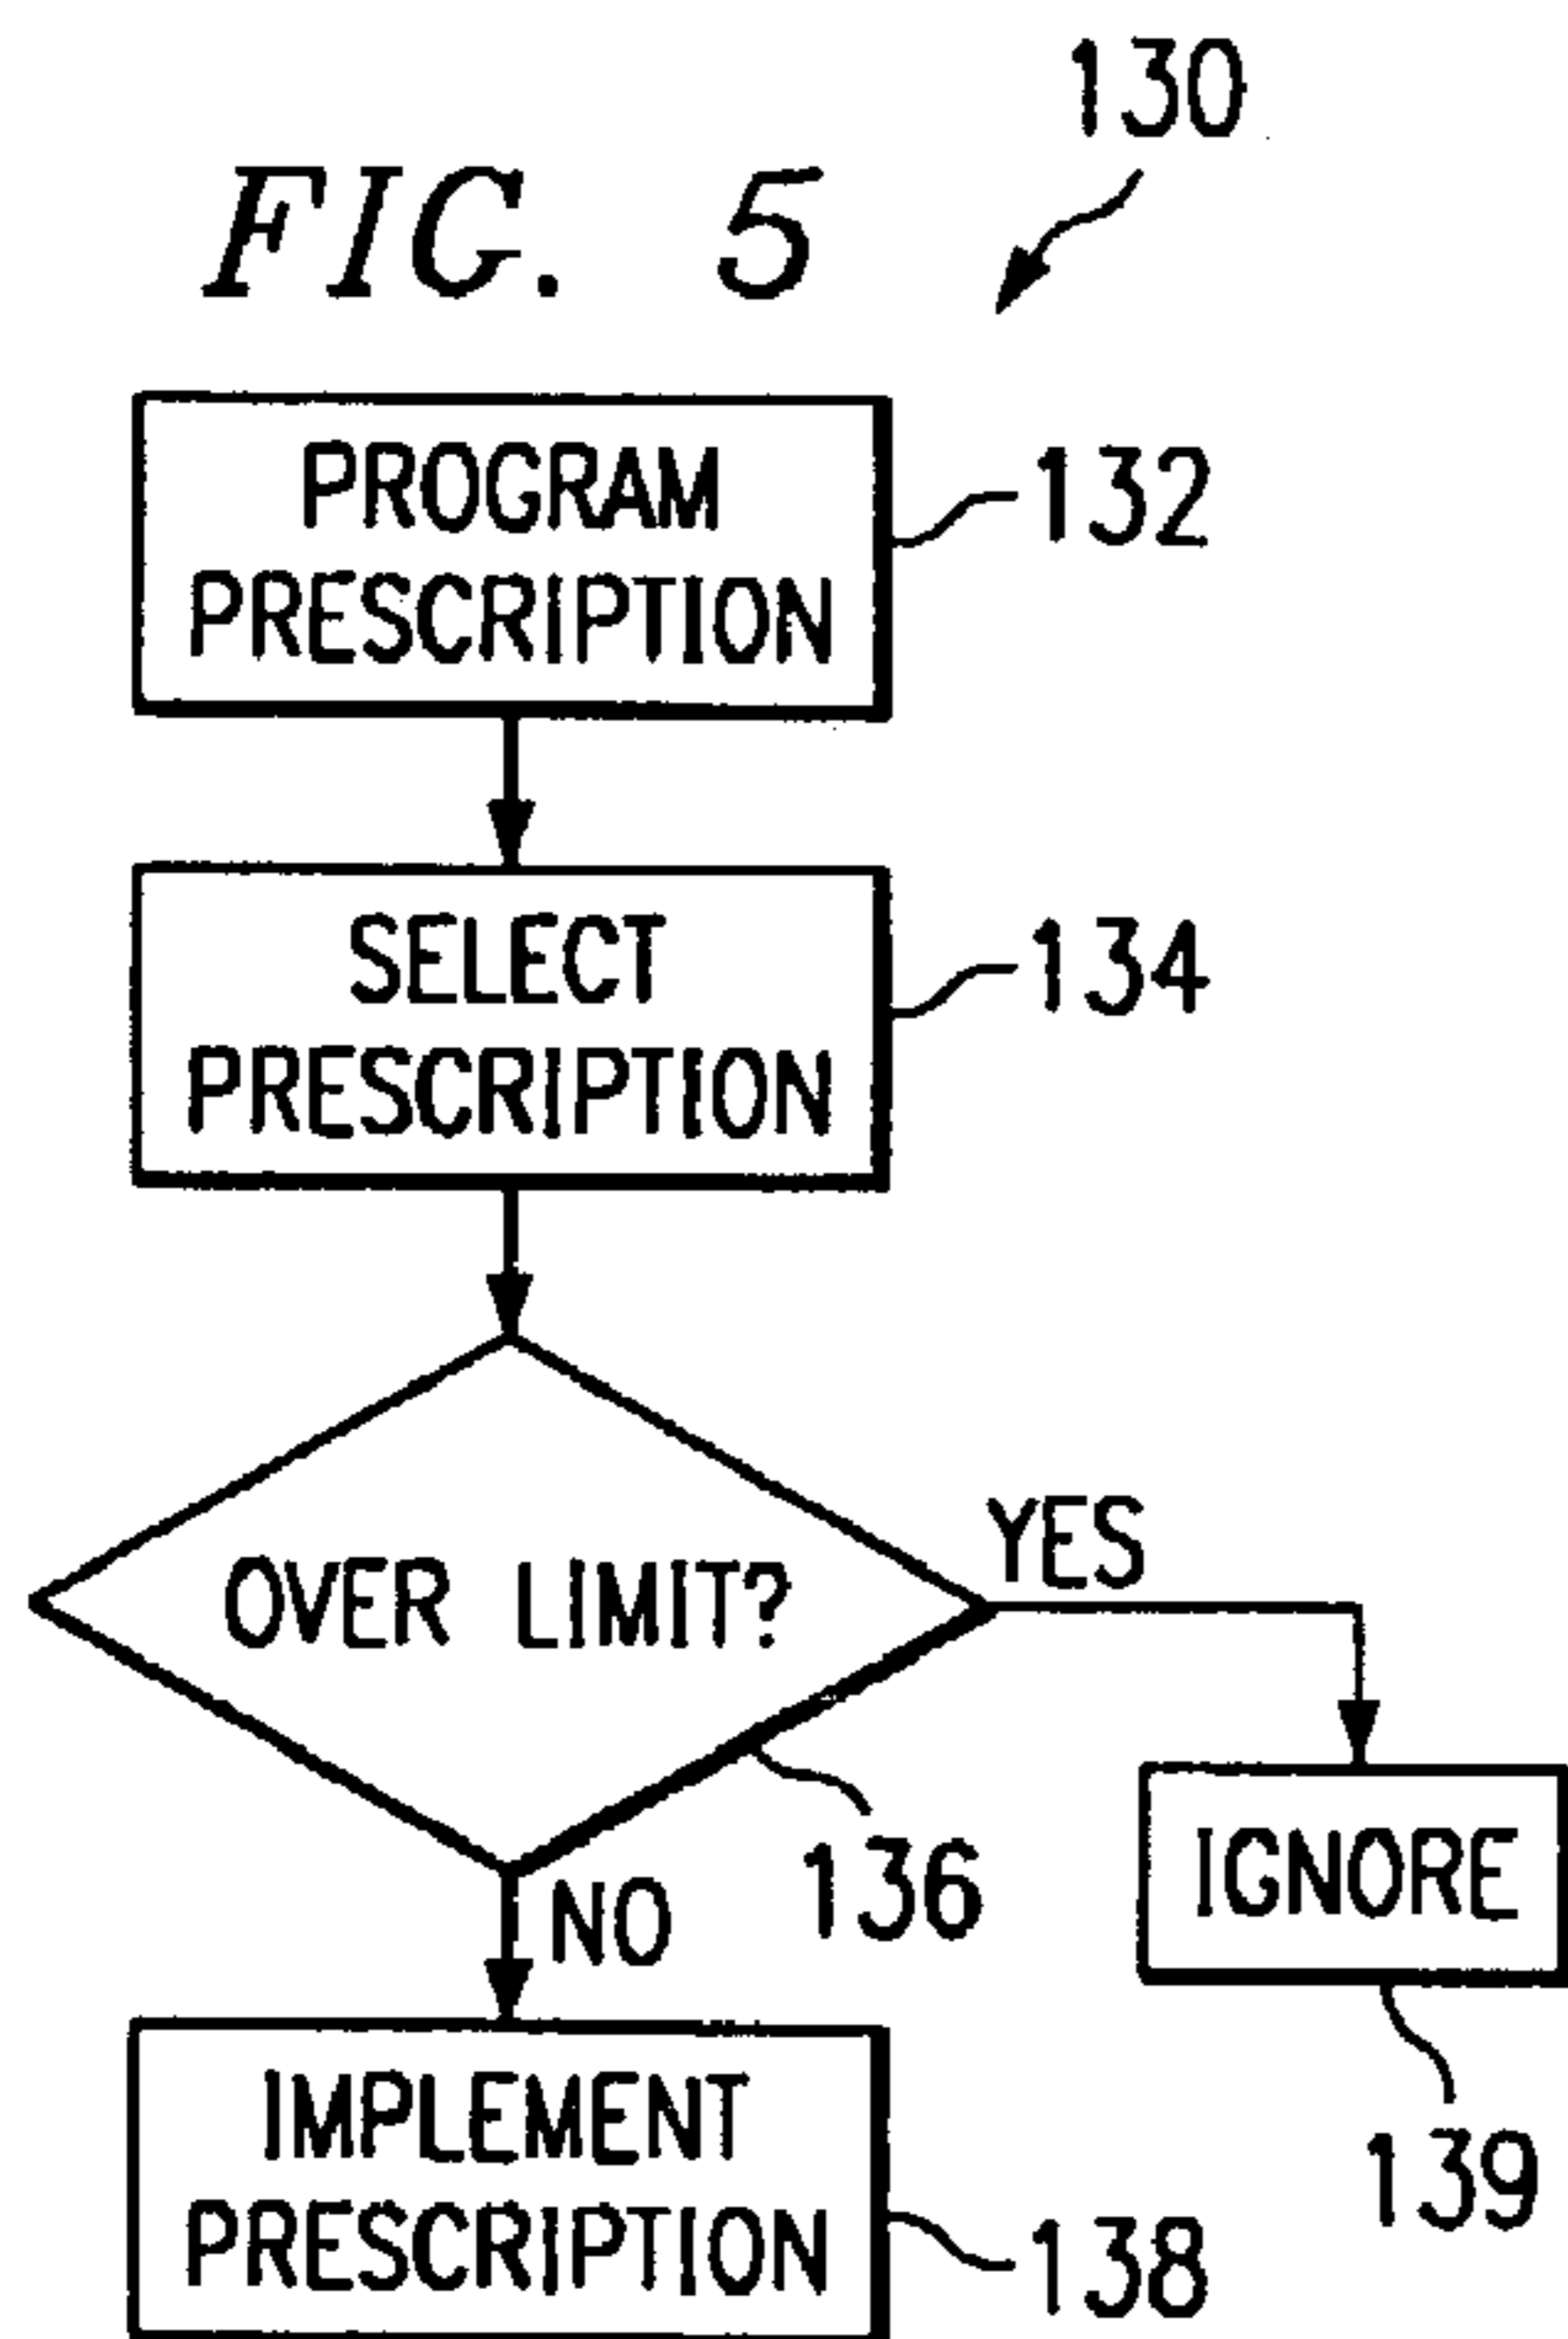 130
FIG. 5
PROGRAM
PRESCRIPTION
132
SELECT
PRESCRIPTION
134
YES
OVER LIMIT?
136
NO
IGNORE
139
IMPLEMENT
PRESCRIPTION
138